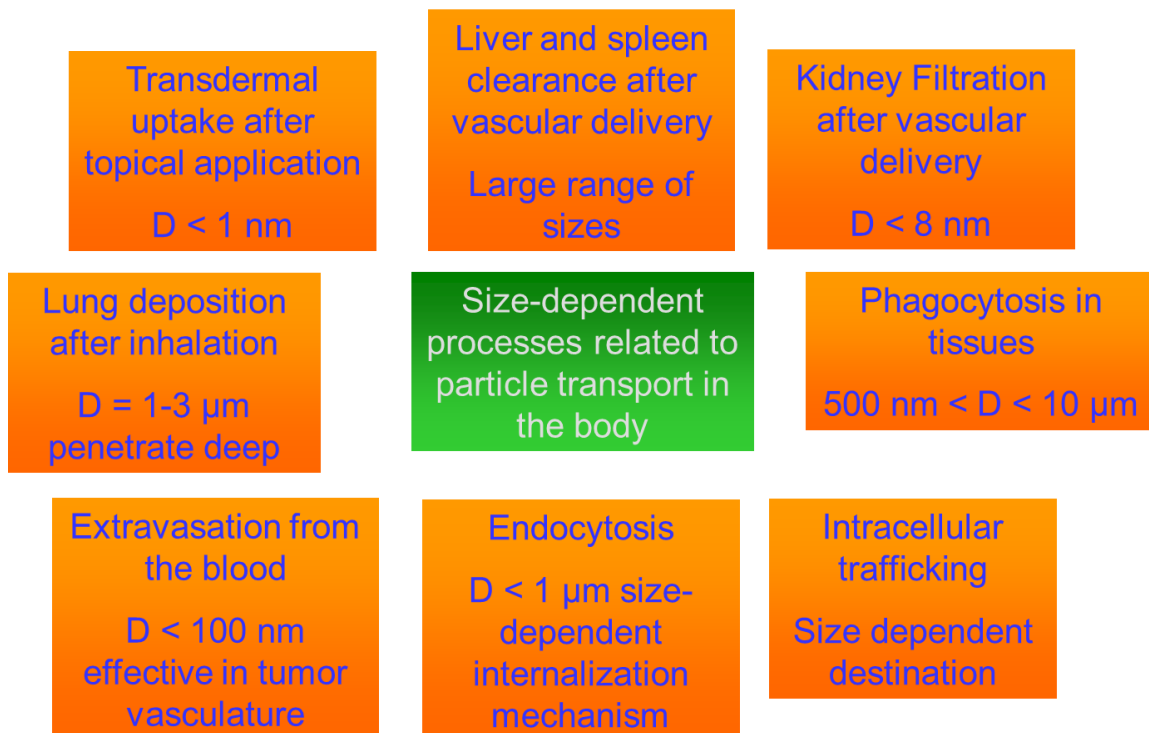 Transdermal
uptake after
topical application
D < 1 nm
Liver and spleen
clearance after
vascular delivery
Large range of
sizes
Kidney Filtration
after vascular
delivery
D < 8 nm
Lung deposition
after inhalation
D = 1-3 µm
penetrate deep
Size-dependent
processes related to
particle transport in
the body
Phagocytosis in
tissues
500 nm < D < 10 µm
Extravasation from
the blood
D < 100 nm
effective in tumor
vasculature
Endocytosis
D < 1 µm size-
dependent
internalization
mechanism
Intracellular
trafficking
Size dependent
destination